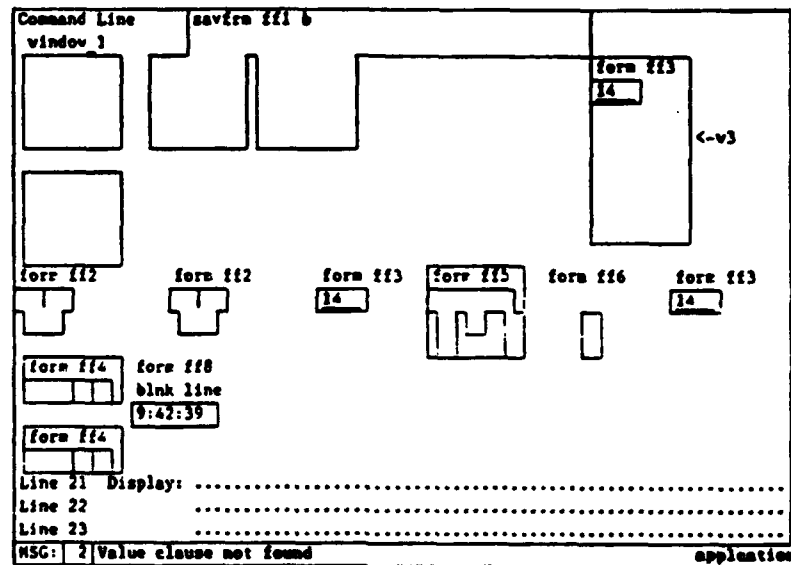 Command Line savfrm ff1 b
window_1
form ff3
14
<-w3
form ff2 form ff2 form ff3 form ff5 form ff6 form ff3
14 14
form ff4 form ff8
blnk line
9:42:39
form ff4
Line 21 Display: ............................................................
Line 22 ............................................................
Line 23 ............................................................
MSG: 2 Value clause not found application